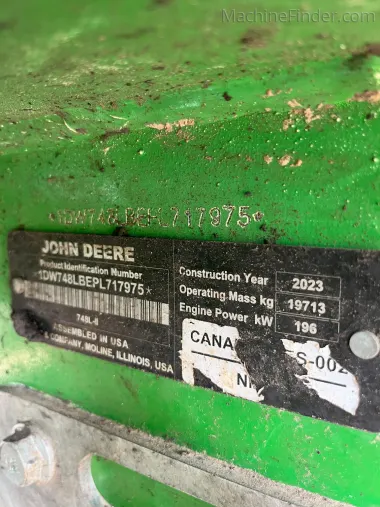 MachineFinder.com
*1DW748LBEPL717975*
JOHN DEERE
Product Identification Number
*1DW748LBEPL717975*
748L-II
ASSEMBLED IN USA
& COMPANY, MOLINE, ILLINOIS, USA
Construction Year 2023
Operating Mass kg 19713
Engine Power kW 196
CANA S-002